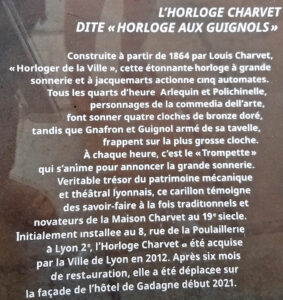 L'HORLOGE CHARVET
DITE « HORLOGE AUX GUIGNOLS »
Construite à partir de 1864 par Louis Charvet,
« Horloger de la Ville », cette étonnante horloge à grande
sonnerie et à jacquemarts actionne cinq automates.
Tous les quarts d'heure Arlequin et Polichinelle,
personnages de la commedia dell'arte,
font sonner quatre cloches de bronze doré,
tandis que Gnafron et Guignol armé de sa tavelle,
frappent sur la plus grosse cloche.
À chaque heure, c'est le « Trompette »
qui s'anime pour annoncer la grande sonnerie.
Veritable trésor du patrimoine mécanique
et théâtral lyonnais, ce carillon témoigne
des savoir-faire à la fois traditionnels et
novateurs de la Maison Charvet au 19e siecle.
Initialement installee au 8, rue de la Poulaillerie
à Lyon 2e, l'Horloge Charvet a été acquise
par la Ville de Lyon en 2012. Après six mois
de restauration, elle a été déplacée sur
la façade de l'hôtel de Gadagne début 2021.